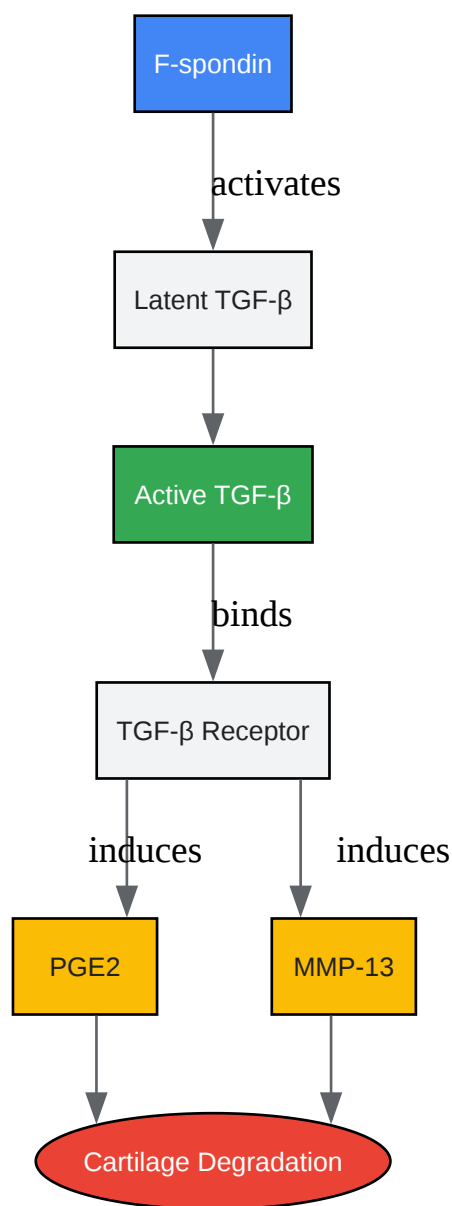 F-spondin
activates
Latent TGF-β
Active TGF-β
binds
TGF-β Receptor
induces
induces
PGE2
MMP-13
Cartilage Degradation